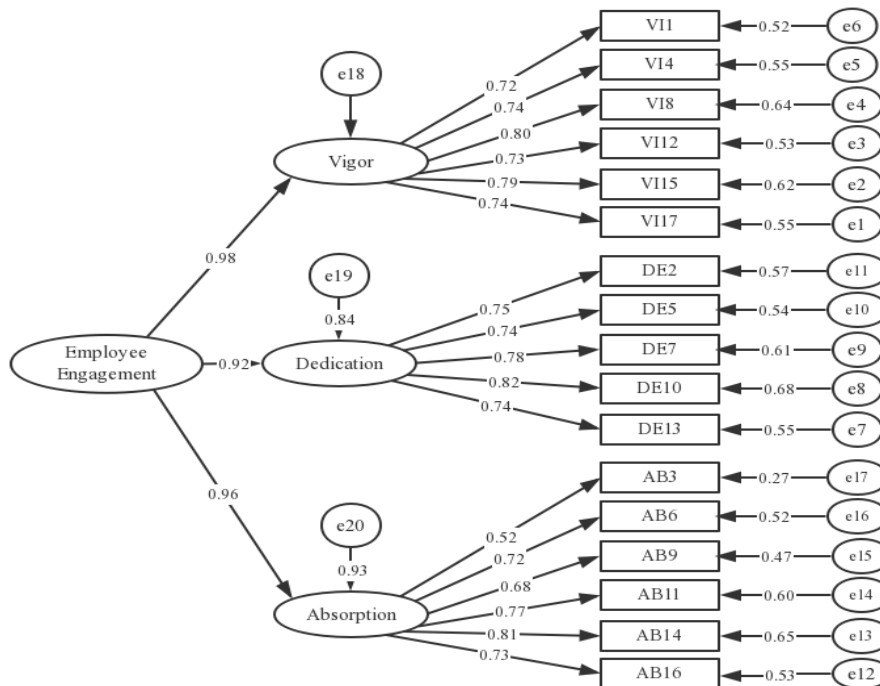 VI1
0.52
e6
e18
0.72
VI4
0.55
e5
0.74
VI8
0.64
e4
0.80
Vigor
0.73
VI12
0.53
e3
0.79
VI15
0.62
e2
0.74
VI17
0.55
e1
0.98
e19
DE2
0.57
e11
0.75
0.84
DE5
0.54
e10
0.74
Employee
Engagement
0.92
Dedication
0.78
DE7
0.61
e9
0.82
DE10
0.68
e8
0.74
DE13
0.55
e7
0.96
AB3
0.27
e17
e20
0.52
AB6
0.52
e16
0.72
0.93
AB9
0.47
e15
0.68
Absorption
0.77
AB11
0.60
e14
0.81
AB14
0.65
e13
0.73
AB16
0.53
e12